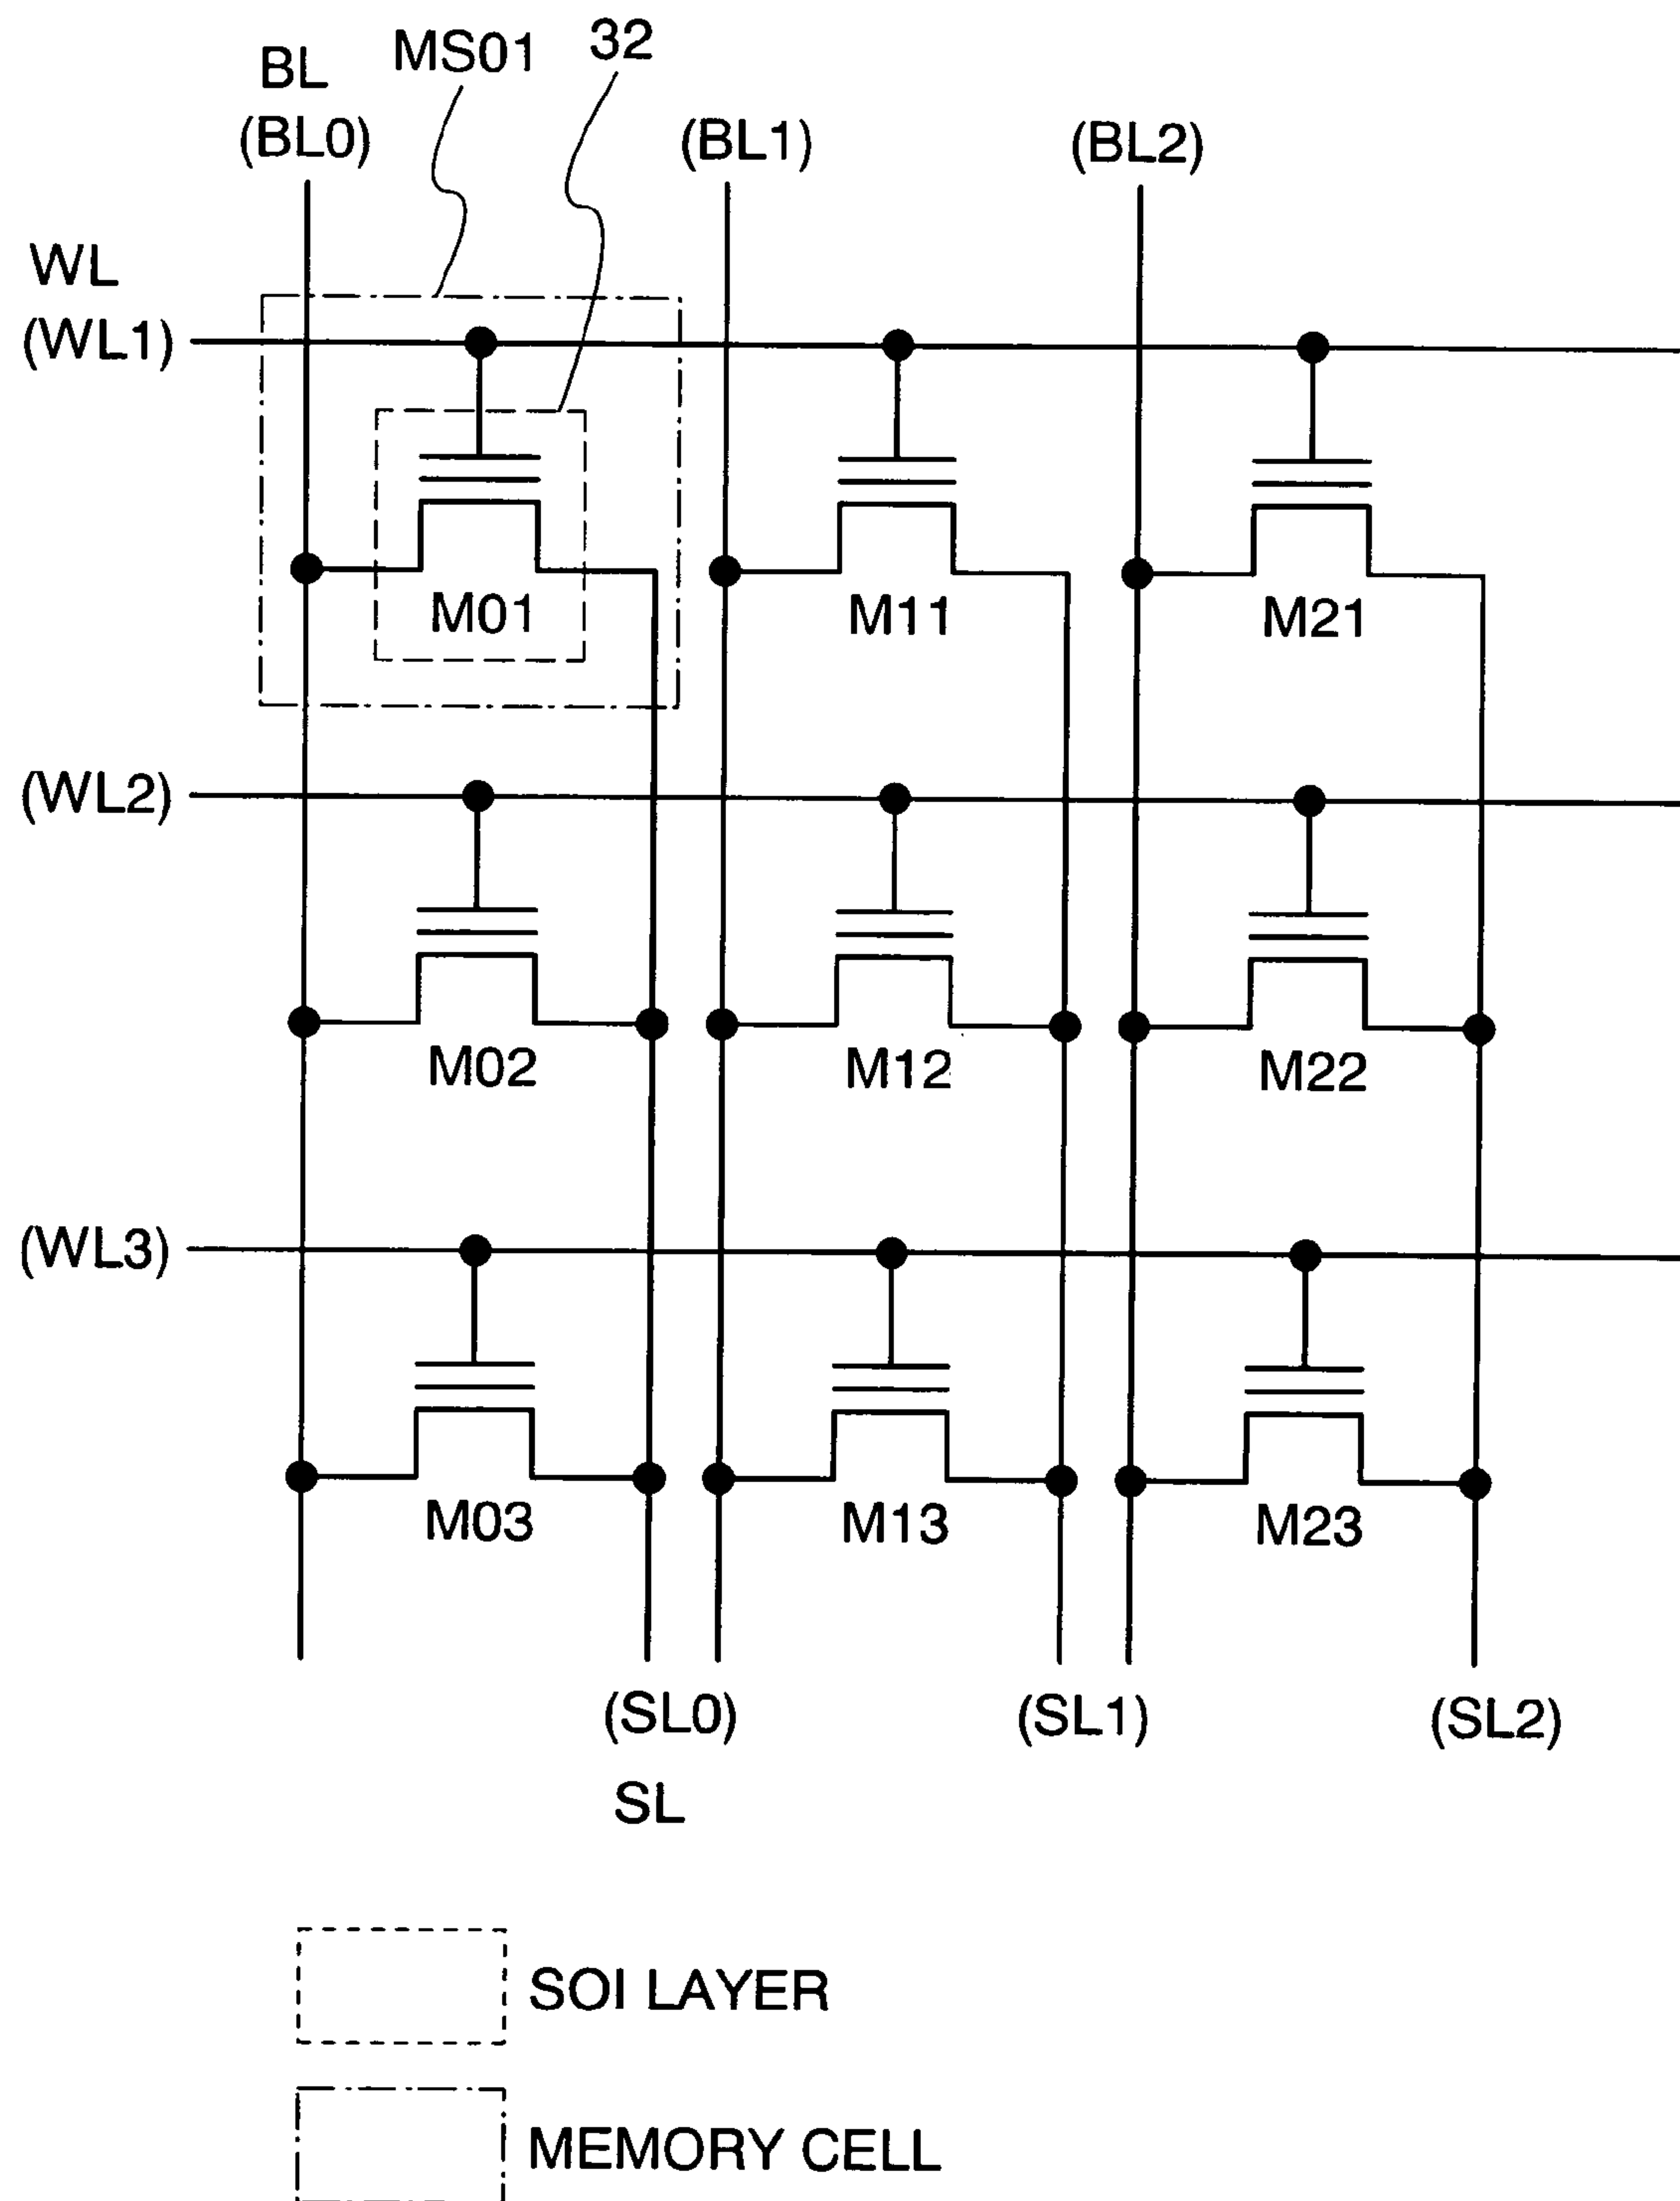 BL
(BL0)
MS01
32
(BL1)
(BL2)
WL
(WL1)
M01
M11
M21
(WL2)
M02
M12
M22
(WL3)
M03
M13
M23
(SL0)
(SL1)
(SL2)
SL
SOI LAYER
MEMORY CELL